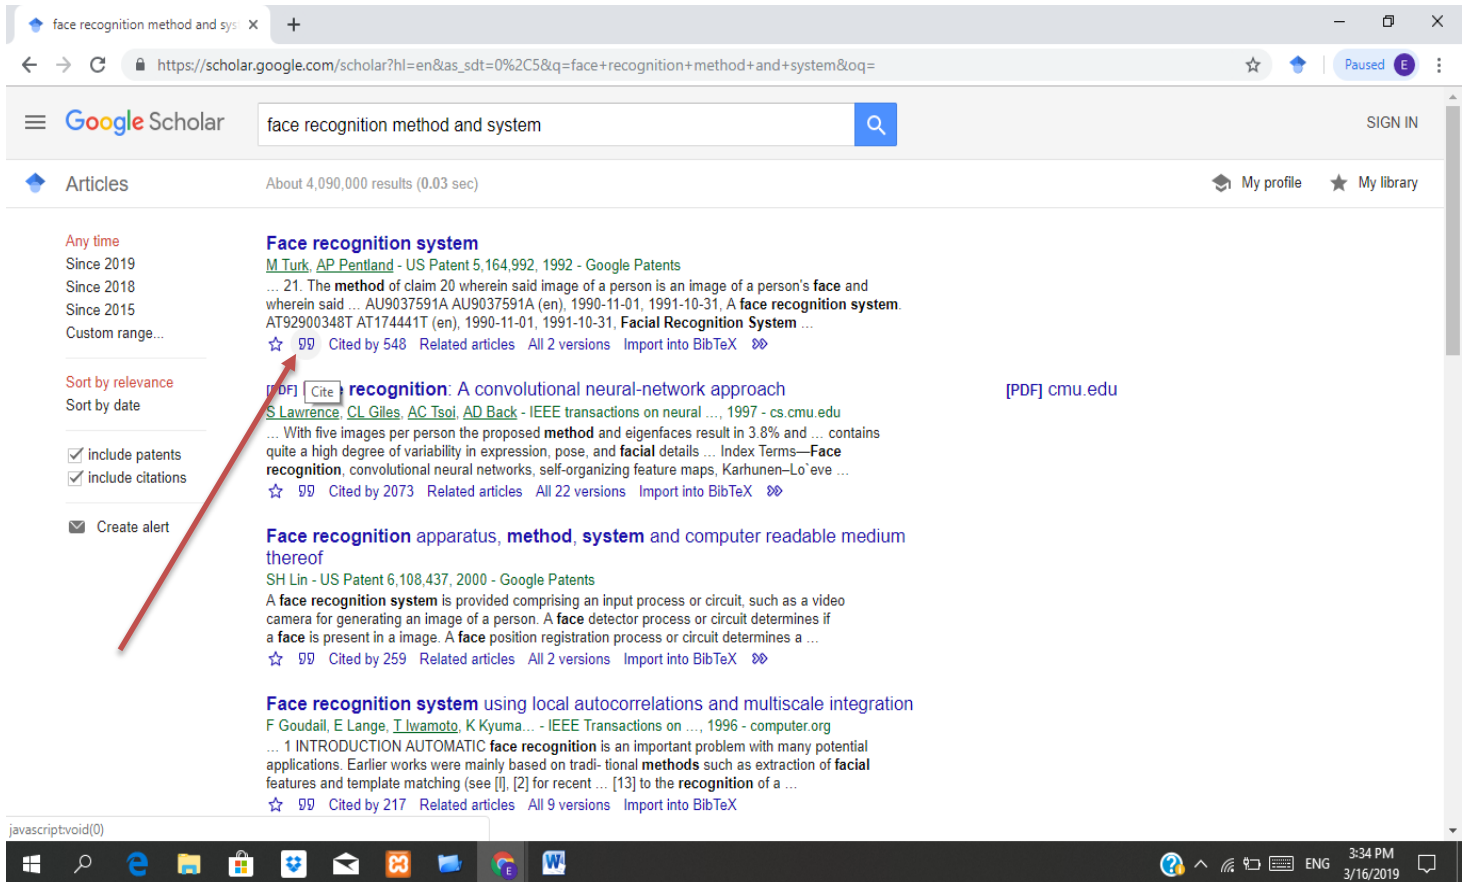 face recognition method and sys
https://scholar.google.com/scholar?hl=en&as_sdt=0%2C5&q=face+recognition+method+and+system&oq=
Paused E
Google Scholar
face recognition method and system
SIGN IN
Articles
About 4,090,000 results (0.03 sec)
My profile
My library
Any time
Since 2019
Since 2018
Since 2015
Custom range...
Sort by relevance
Sort by date
include patents
include citations
Create alert
Face recognition system
M Turk, AP Pentland - US Patent 5,164,992, 1992 - Google Patents
... 21. The method of claim 20 wherein said image of a person is an image of a person's face and
wherein said ... AU9037591A AU9037591A (en), 1990-11-01, 1991-10-31, A face recognition system.
AT92900348T AT174441T (en), 1990-11-01, 1991-10-31, Facial Recognition System ...
Cited by 548 Related articles All 2 versions Import into BibTeX
Cite
recognition: A convolutional neural-network approach
[PDF] cmu.edu
S Lawrence, CL Giles, AC Tsoi, AD Back - IEEE transactions on neural ..., 1997 - cs.cmu.edu
... With five images per person the proposed method and eigenfaces result in 3.8% and ... contains
quite a high degree of variability in expression, pose, and facial details ... Index Terms—Face
recognition, convolutional neural networks, self-organizing feature maps, Karhunen–Lo`eve ...
Cited by 2073 Related articles All 22 versions Import into BibTeX
Face recognition apparatus, method, system and computer readable medium
thereof
SH Lin - US Patent 6,108,437, 2000 - Google Patents
A face recognition system is provided comprising an input process or circuit, such as a video
camera for generating an image of a person. A face detector process or circuit determines if
a face is present in a image. A face position registration process or circuit determines a ...
Cited by 259 Related articles All 2 versions Import into BibTeX
Face recognition system using local autocorrelations and multiscale integration
F Goudail, E Lange, T Iwamoto, K Kyuma... - IEEE Transactions on ..., 1996 - computer.org
... 1 INTRODUCTION AUTOMATIC face recognition is an important problem with many potential
applications. Earlier works were mainly based on tradi- tional methods such as extraction of facial
features and template matching (see [l], [2] for recent ... [13] to the recognition of a ...
Cited by 217 Related articles All 9 versions Import into BibTeX
javascript:void(0)
ENG
3:34 PM
3/16/2019